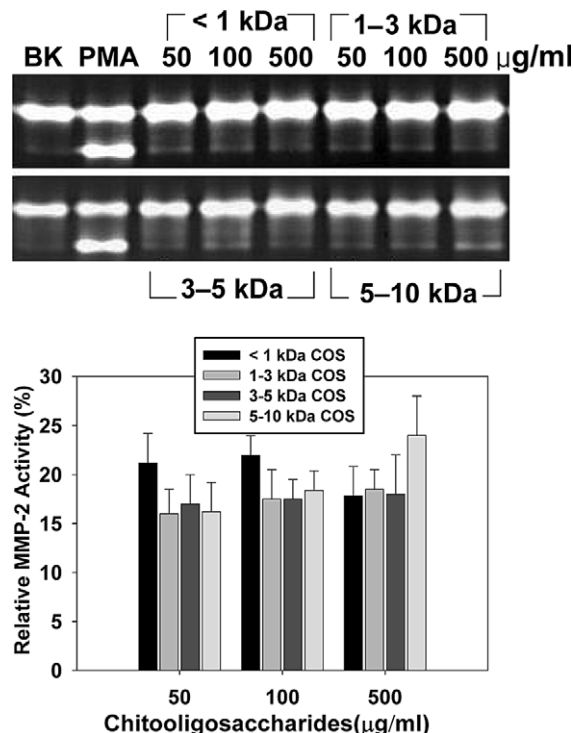 < 1 kDa 1–3 kDa
BK PMA 50 100 500 50 100 500 µg/ml
3–5 kDa 5–10 kDa
< 1 kDa COS
1-3 kDa COS
3-5 kDa COS
5-10 kDa COS
30
25
20
15
10
5
0
Relative MMP-2 Activity (%)
50 100 500
Chitooligosaccharides(µg/ml)